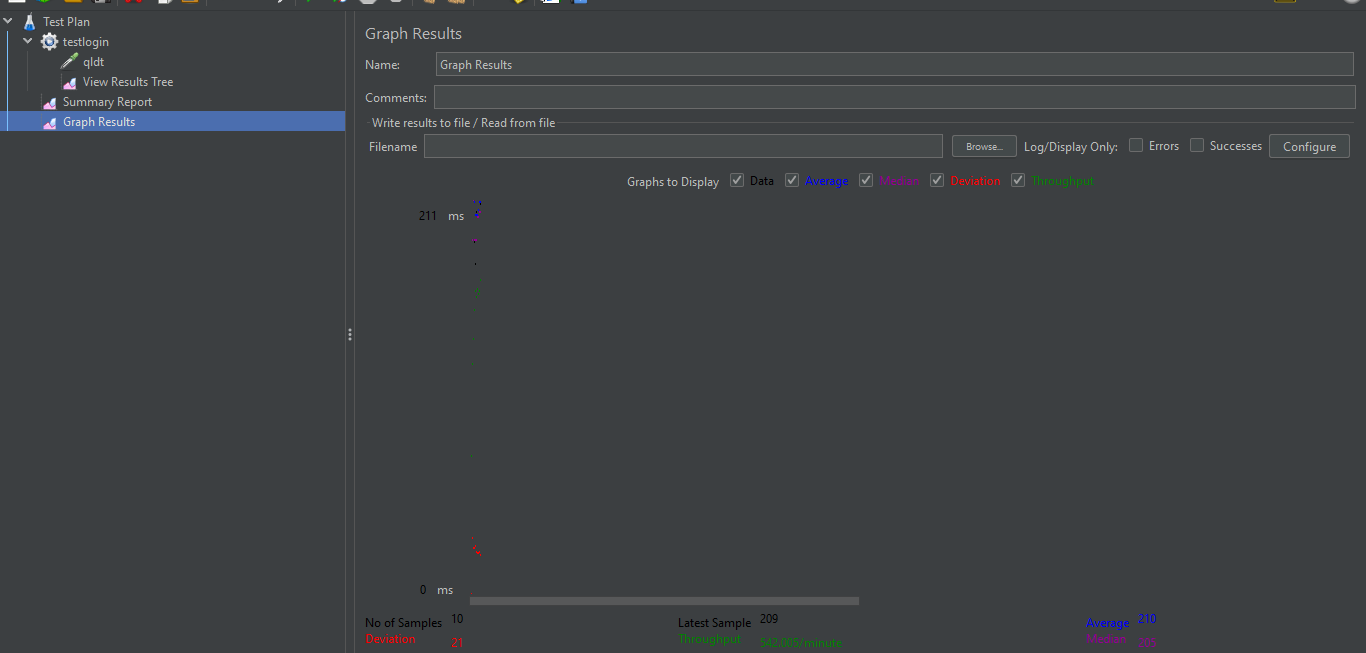 Test Plan
testlogin
qldt
View Results Tree
Summary Report
Graph Results
Graph Results
Name: Graph Results
Comments:
Write results to file / Read from file
Filename Browse... Log/Display Only: Errors Successes Configure
Graphs to Display Data Average Median Deviation Throughput
211 ms
0 ms
No of Samples 10 Latest Sample 209 Average 210
Deviation 21 Throughput 542.005/minute Median